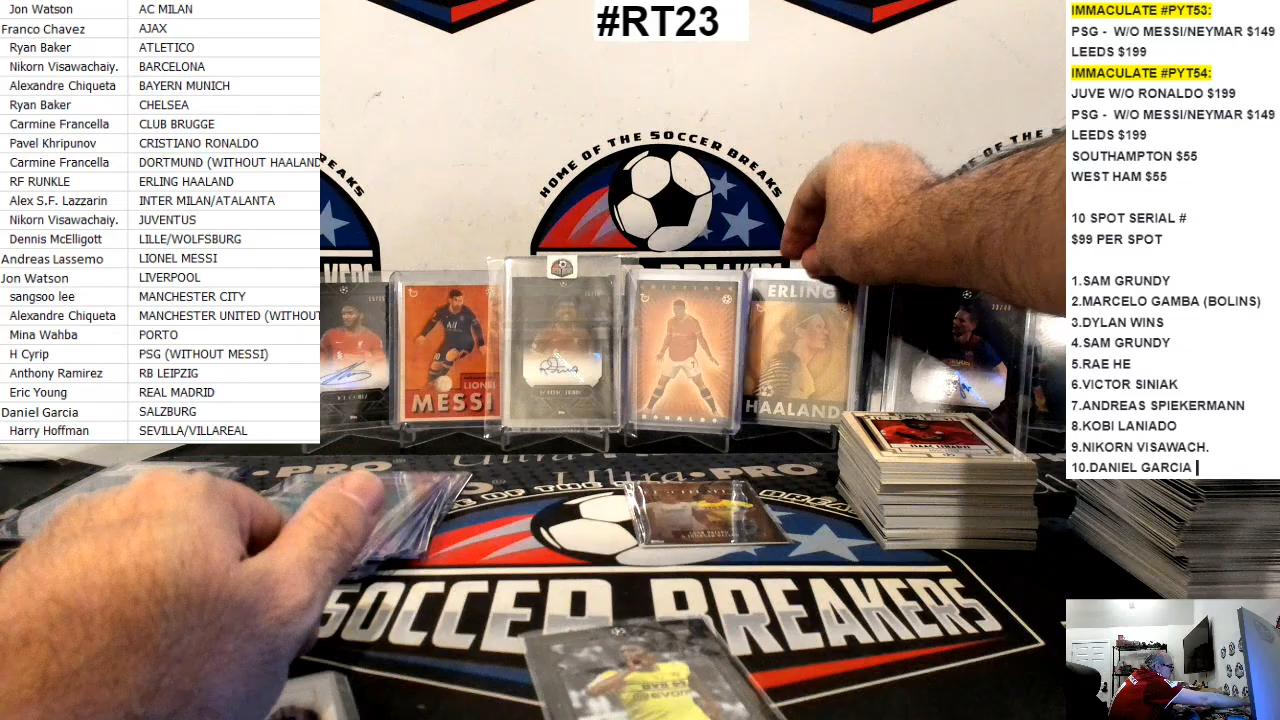 Jon Watson AC MILAN
Franco Chavez AJAX
Ryan Baker ATLETICO
Nikorn Visawachaiy. BARCELONA
Alexandre Chiqueta BAYERN MUNICH
Ryan Baker CHELSEA
Carmine Francella CLUB BRUGGE
Pavel Khripunov CRISTIANO RONALDO
Carmine Francella DORTMUND (WITHOUT HAALAND
RF RUNKLE ERLING HAALAND
Alex S.F. Lazzarin INTER MILAN/ATALANTA
Nikorn Visawachaiy. JUVENTUS
Dennis McElligott LILLE/WOLFSBURG
Andreas Lassemo LIONEL MESSI
Jon Watson LIVERPOOL
sangsoo lee MANCHESTER CITY
Alexandre Chiqueta MANCHESTER UNITED (WITHOUT
Mina Wahba PORTO
H Cyrip PSG (WITHOUT MESSI)
Anthony Ramirez RB LEIPZIG
Eric Young REAL MADRID
Daniel Garcia SALZBURG
Harry Hoffman SEVILLA/VILLAREAL
#RT23
HOME OF THE SOCCER BREAKS
HOME OF THE
BREAKS
BREAKERS
LIONEL
MESSI
RONALDO
ERLING
HAALAND
Ultra PRO
SOCCER BREAKERS
IMMACULATE #PYT53:
PSG - W/O MESSI/NEYMAR $149
LEEDS $199
IMMACULATE #PYT54:
JUVE W/O RONALDO $199
PSG - W/O MESSI/NEYMAR $149
LEEDS $199
SOUTHAMPTON $55
WEST HAM $55
10 SPOT SERIAL #
$99 PER SPOT
1.SAM GRUNDY
2.MARCELO GAMBA (BOLINS)
3.DYLAN WINS
4.SAM GRUNDY
5.RAE HE
6.VICTOR SINIAK
7.ANDREAS SPIEKERMANN
8.KOBI LANIADO
9.NIKORN VISAWACH.
10.DANIEL GARCIA